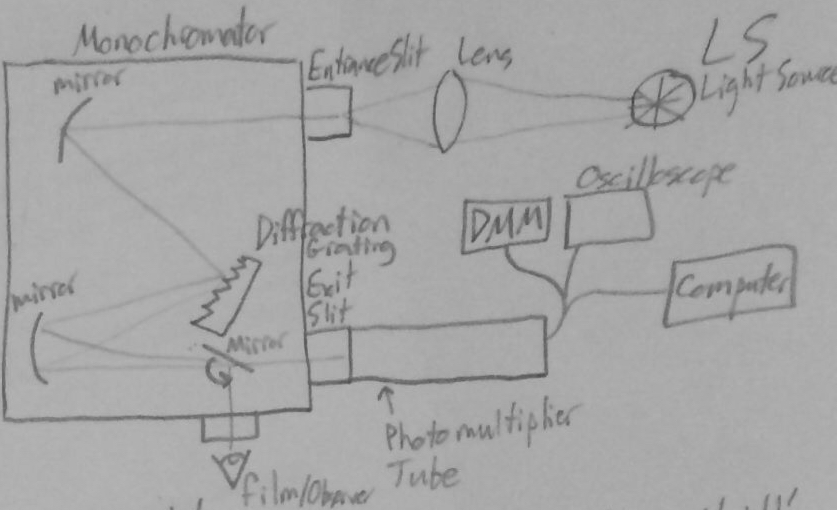 Monochromator
LS
Light Source
Entrance Slit
Lens
mirror
Oscilloscope
DMM
Diffraction
Grating
Computer
mirror
Exit
Slit
Mirror
Photomultiplier
Tube
film/Observer